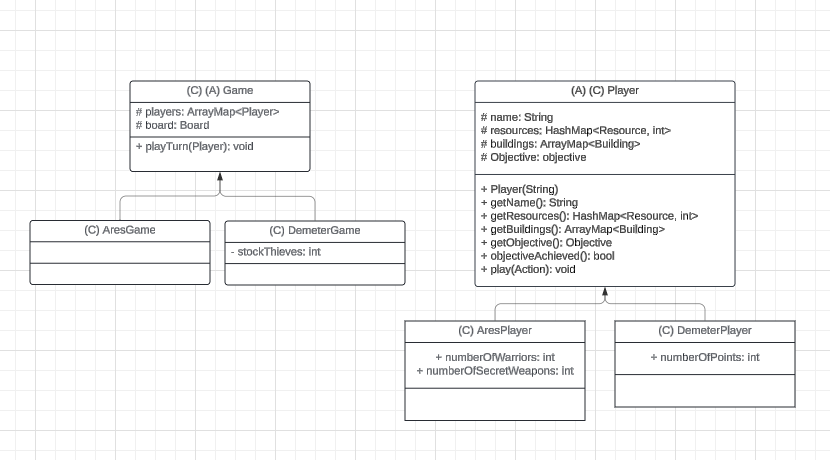 (C) (A) Game
# players: ArrayMap<Player>
# board: Board
+ playTurn(Player): void
(C) AresGame
(C) DemeterGame
- stockThieves: int
(A) (C) Player
# name: String
# resources: HashMap<Resource, int>
# buildings: ArrayMap<Building>
# Objective: objective
+ Player(String)
+ getName(): String
+ getResources(): HashMap<Resource, int>
+ getBuildings(): ArrayMap<Building>
+ getObjective(): Objective
+ objectiveAchieved(): bool
+ play(Action): void
(C) AresPlayer
+ numberOfWarriors: int
+ numberOfSecretWeapons: int
(C) DemeterPlayer
+ numberOfPoints: int